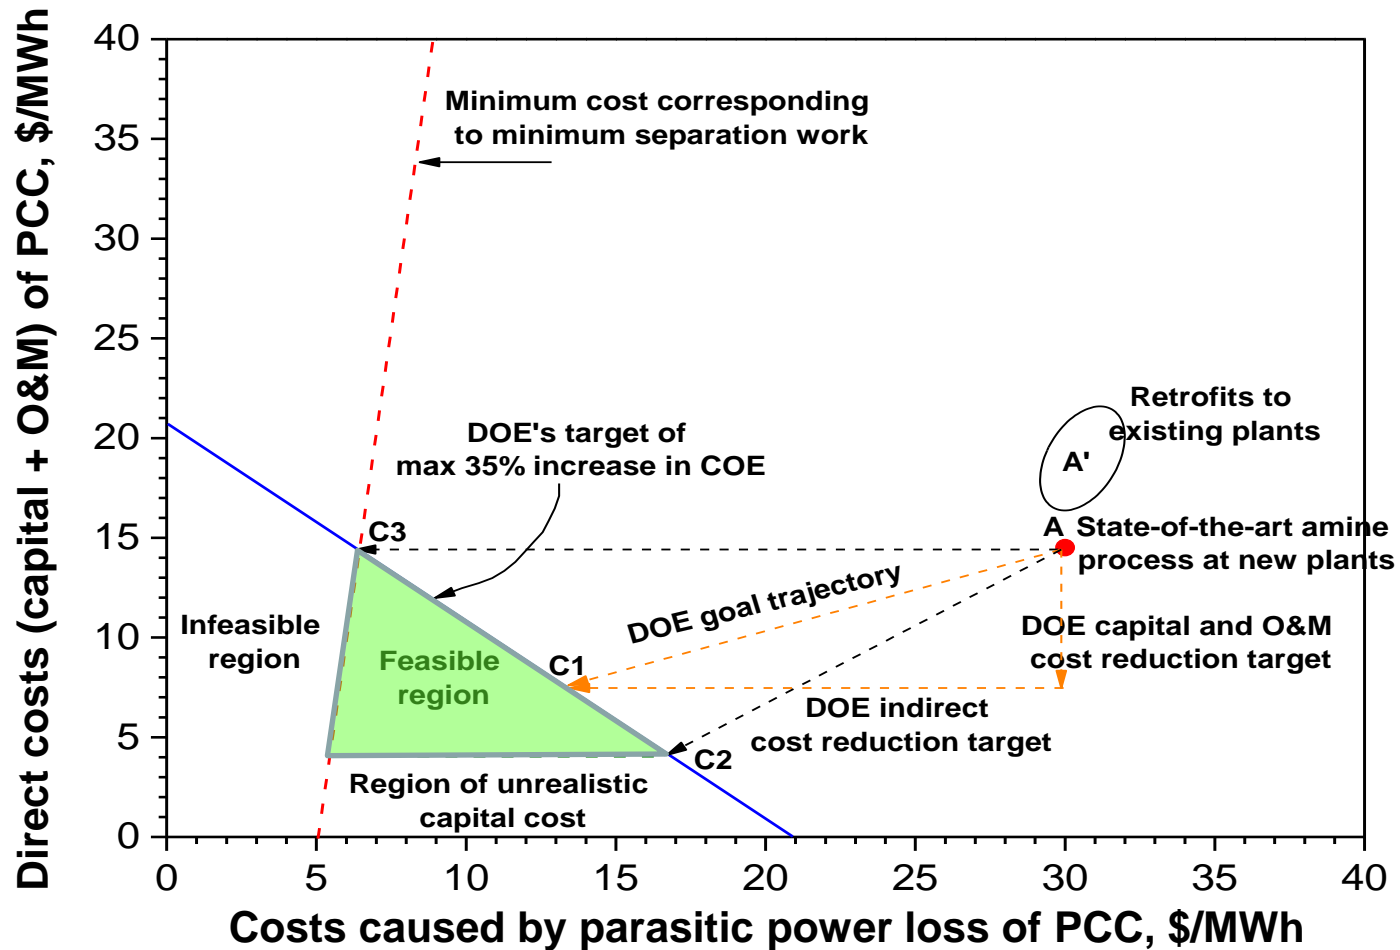 Direct costs (capital + O&M) of PCC, $/MWh
40
35
30
25
20
15
10
5
0
Minimum cost corresponding
to minimum separation work
DOE's target of
max 35% increase in COE
Retrofits to
existing plants
A'
A State-of-the-art amine
process at new plants
C3
DOE goal trajectory
Infeasible
region
Feasible
region
C1
DOE capital and O&M
cost reduction target
DOE indirect
cost reduction target
C2
Region of unrealistic
capital cost
0 5 10 15 20 25 30 35 40
Costs caused by parasitic power loss of PCC, $/MWh